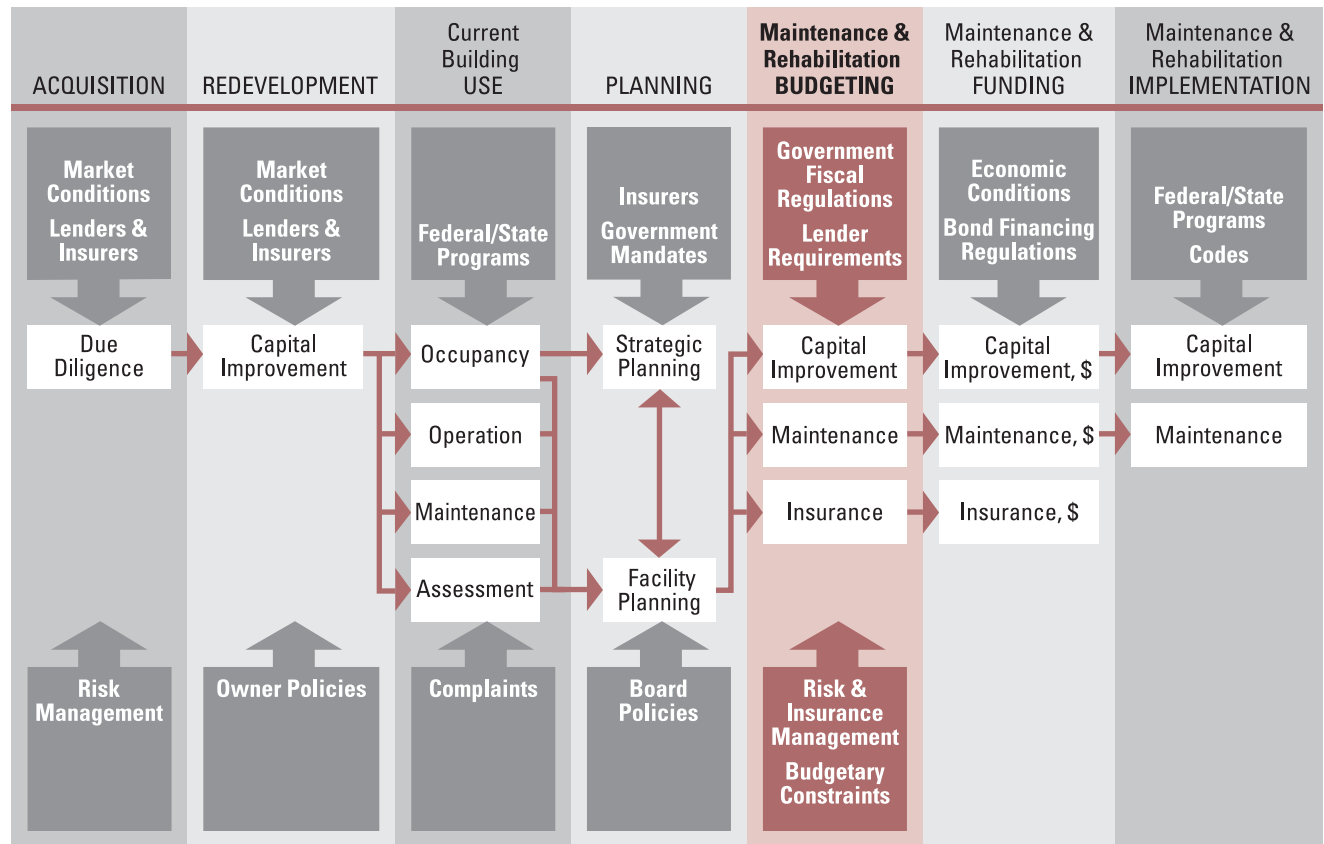 ACQUISITION
REDEVELOPMENT
Current
Building
USE
PLANNING
Maintenance &
Rehabilitation
BUDGETING
Maintenance &
Rehabilitation
FUNDING
Maintenance &
Rehabilitation
IMPLEMENTATION
Market
Conditions
Lenders &
Insurers
Market
Conditions
Lenders &
Insurers
Federal/State
Programs
Insurers
Government
Mandates
Government
Fiscal
Regulations
Lender
Requirements
Economic
Conditions
Bond Financing
Regulations
Federal/State
Programs
Codes
Due
Diligence
Capital
Improvement
Occupancy
Strategic
Planning
Capital
Improvement
Capital
Improvement, $
Capital
Improvement
Operation
Maintenance
Maintenance, $
Maintenance
Maintenance
Insurance
Insurance, $
Assessment
Facility
Planning
Risk
Management
Owner Policies
Complaints
Board
Policies
Risk &
Insurance
Management
Budgetary
Constraints